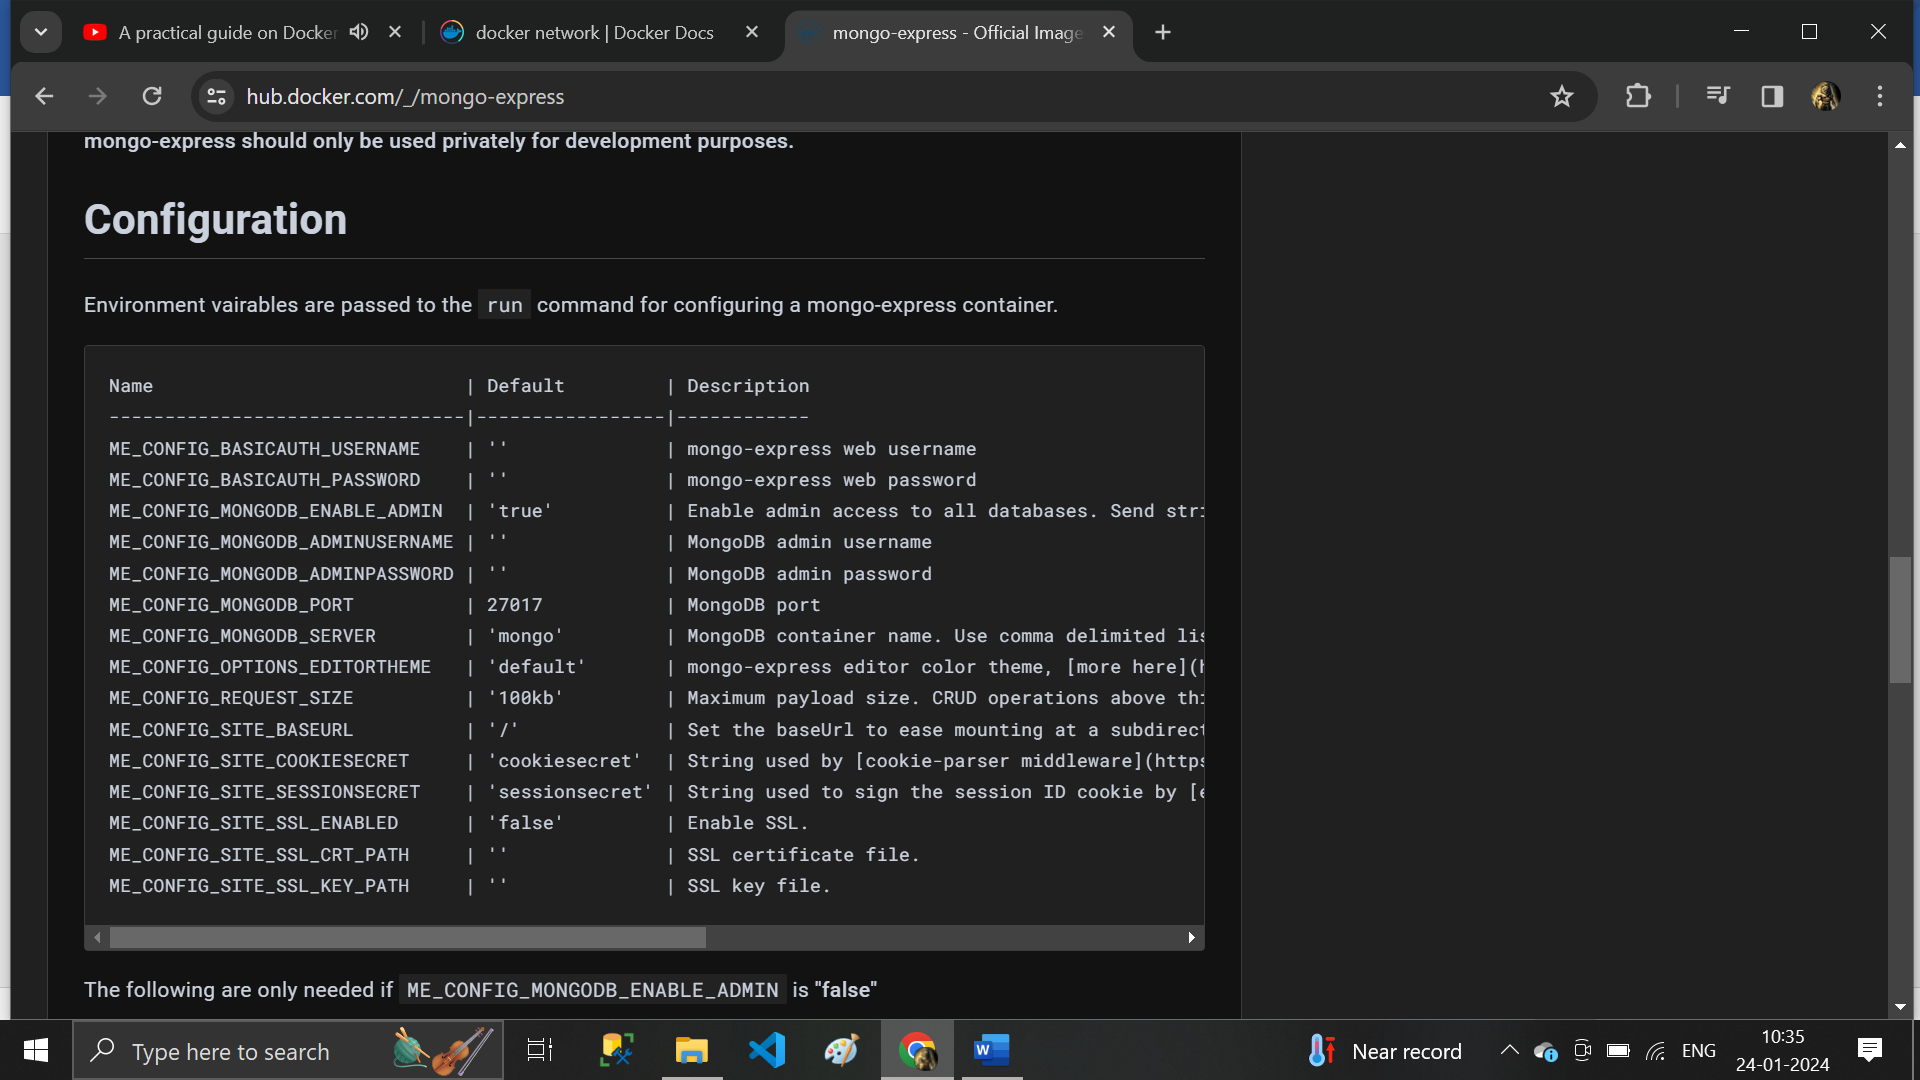 A practical guide on Docker
docker network | Docker Docs
mongo-express - Official Image
hub.docker.com/_/mongo-express
mongo-express should only be used privately for development purposes.
Configuration
Environment vairables are passed to the run command for configuring a mongo-express container.
Name | Default | Description
--------------------------------|-----------------|------------
ME_CONFIG_BASICAUTH_USERNAME | '' | mongo-express web username
ME_CONFIG_BASICAUTH_PASSWORD | '' | mongo-express web password
ME_CONFIG_MONGODB_ENABLE_ADMIN | 'true' | Enable admin access to all databases. Send stri
ME_CONFIG_MONGODB_ADMINUSERNAME | '' | MongoDB admin username
ME_CONFIG_MONGODB_ADMINPASSWORD | '' | MongoDB admin password
ME_CONFIG_MONGODB_PORT | 27017 | MongoDB port
ME_CONFIG_MONGODB_SERVER | 'mongo' | MongoDB container name. Use comma delimited lis
ME_CONFIG_OPTIONS_EDITORTHEME | 'default' | mongo-express editor color theme, [more here](h
ME_CONFIG_REQUEST_SIZE | '100kb' | Maximum payload size. CRUD operations above thi
ME_CONFIG_SITE_BASEURL | '/' | Set the baseUrl to ease mounting at a subdirect
ME_CONFIG_SITE_COOKIESECRET | 'cookiesecret' | String used by [cookie-parser middleware](https
ME_CONFIG_SITE_SESSIONSECRET | 'sessionsecret' | String used to sign the session ID cookie by [e
ME_CONFIG_SITE_SSL_ENABLED | 'false' | Enable SSL.
ME_CONFIG_SITE_SSL_CRT_PATH | '' | SSL certificate file.
ME_CONFIG_SITE_SSL_KEY_PATH | '' | SSL key file.
The following are only needed if ME_CONFIG_MONGODB_ENABLE_ADMIN is "false"
Type here to search
W
Near record
ENG
10:35
24-01-2024